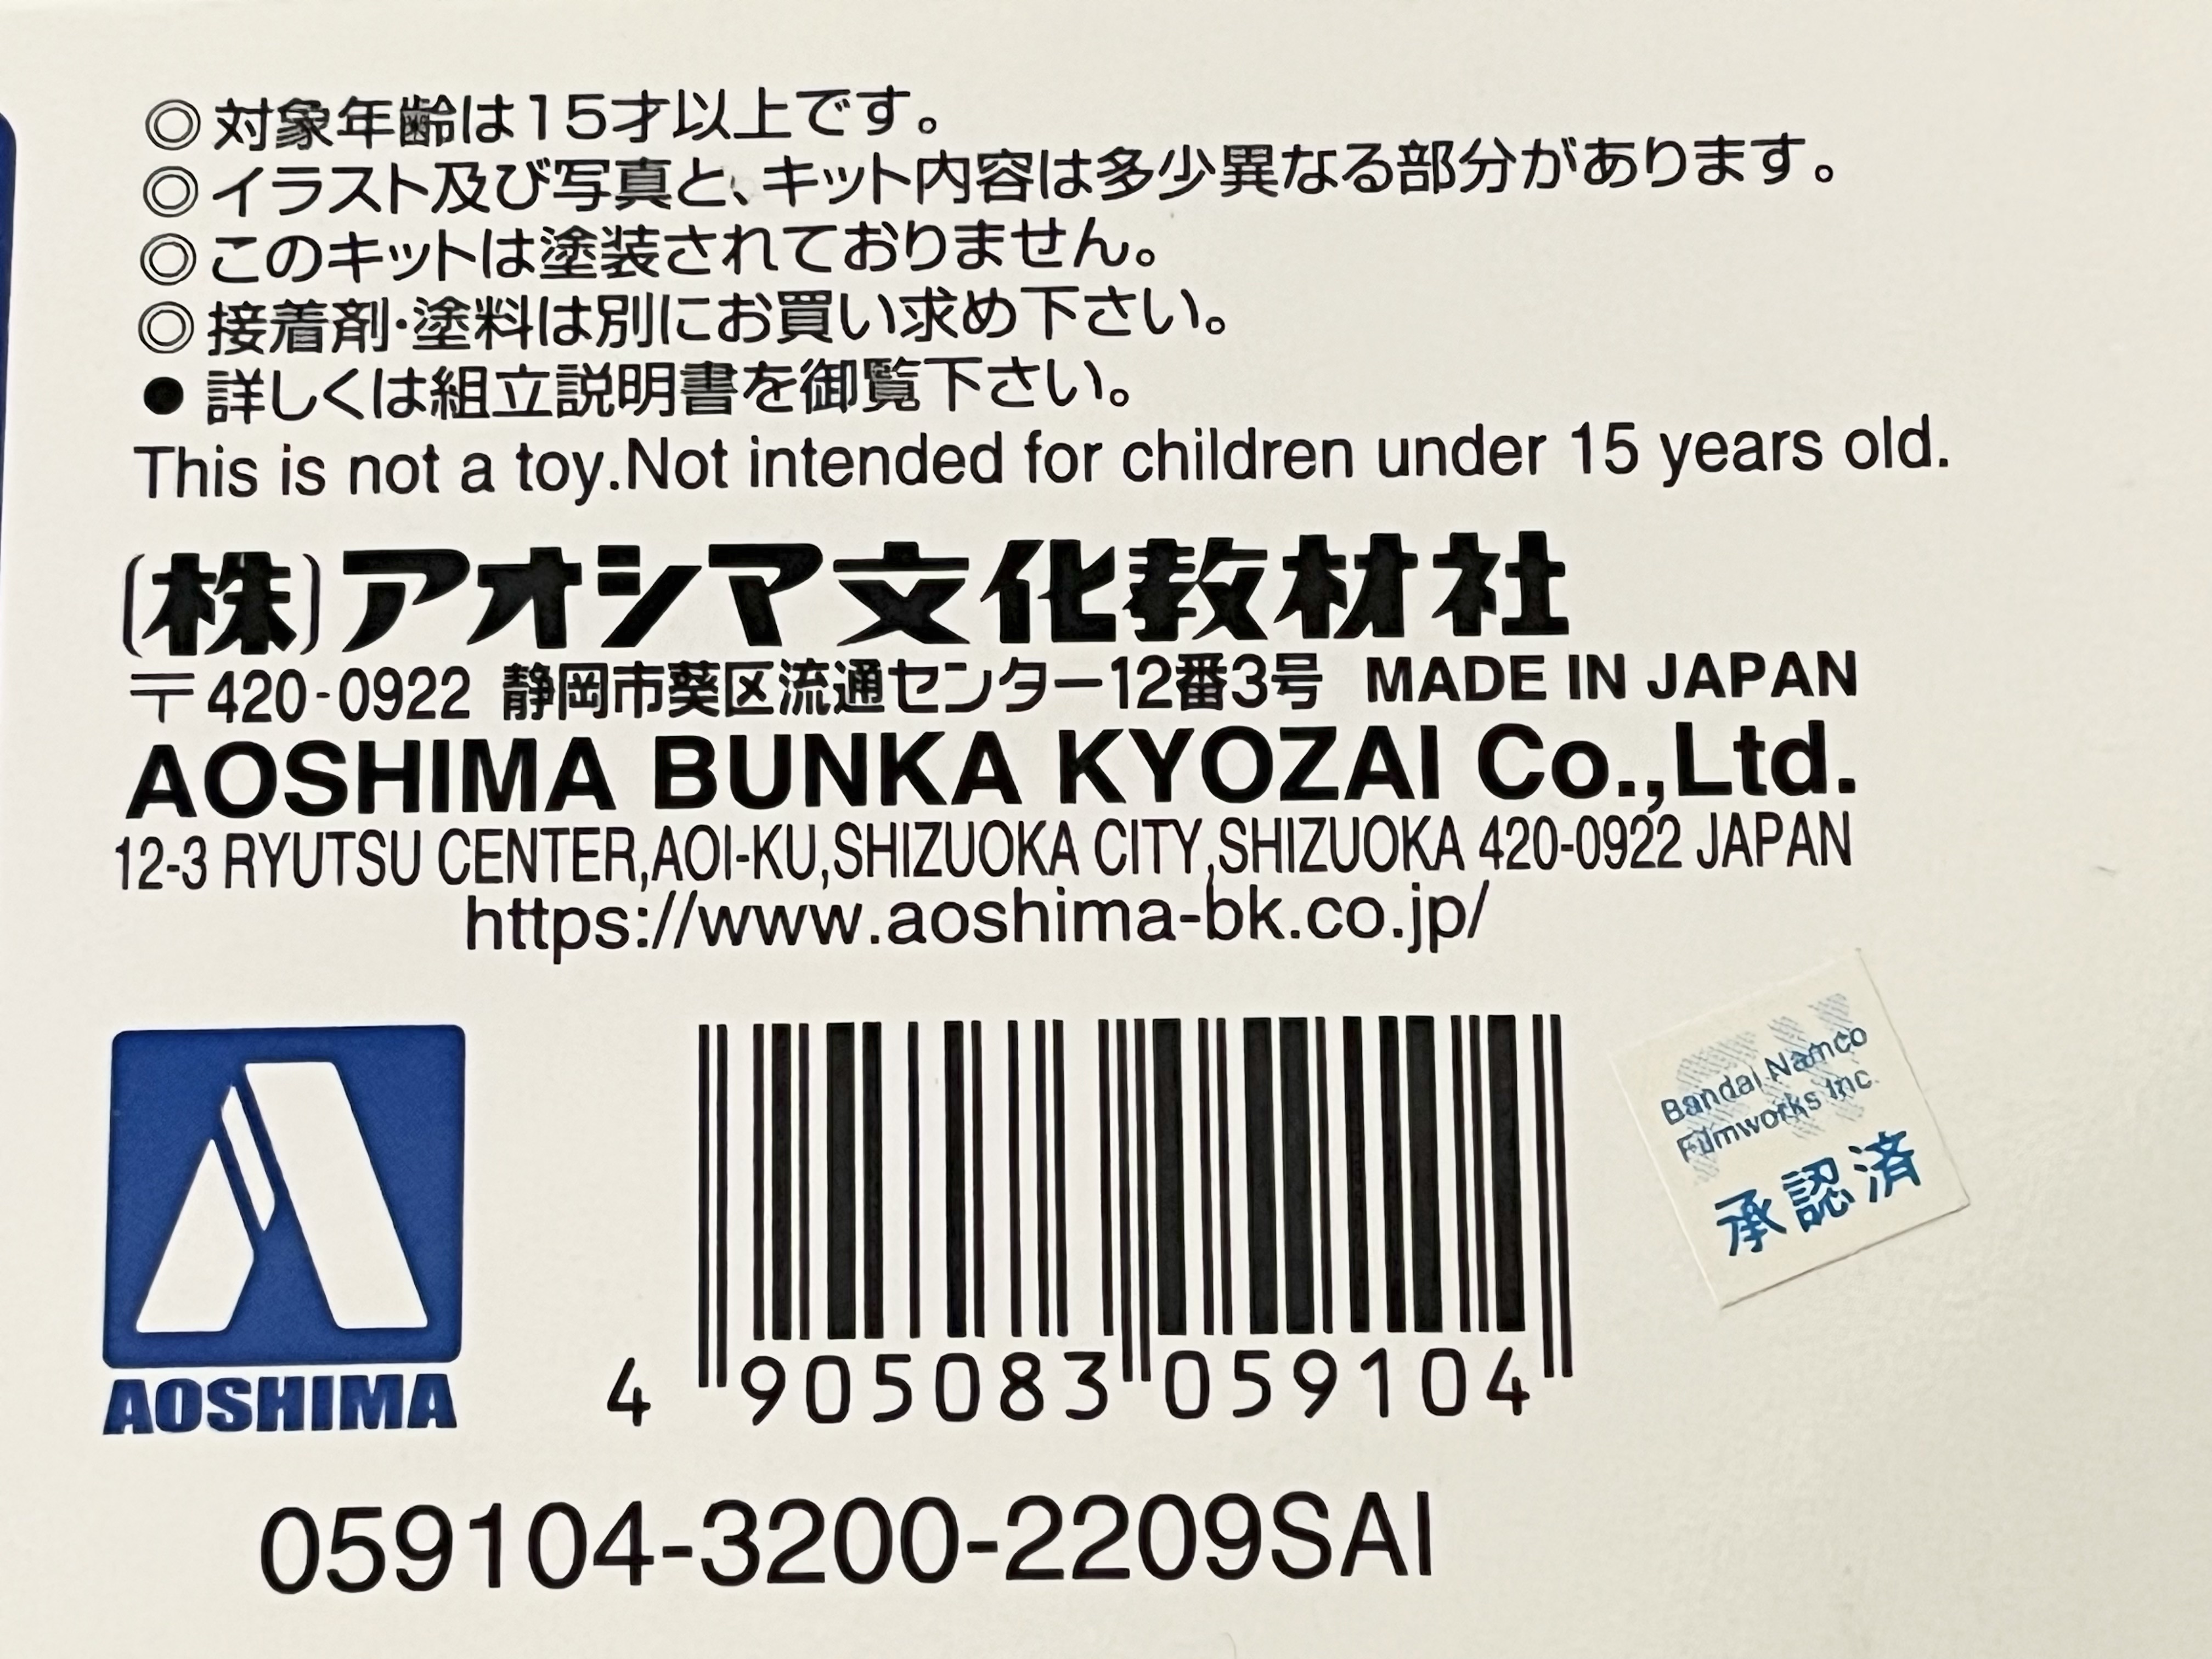 ◎対象年齢は15才以上です。
◎イラスト及び写真と、キット内容は多少異なる部分があります。
◎このキットは塗装されておりません。
◎接着剤・塗料は別にお買い求め下さい。
● 詳しくは組立説明書を御覧下さい。
This is not a toy.Not intended for children under 15 years old.
(株)アオシマ文化教材社
〒420-0922 静岡市葵区流通センター12番3号 MADE IN JAPAN
AOSHIMA BUNKA KYOZAI Co.,Ltd.
12-3 RYUTSU CENTER,AOI-KU,SHIZUOKA CITY,SHIZUOKA 420-0922 JAPAN
https://www.aoshima-bk.co.jp/
Bandai Namco
Filmworks Inc.
承認済
AOSHIMA
4 905083 059104
059104-3200-2209SAI